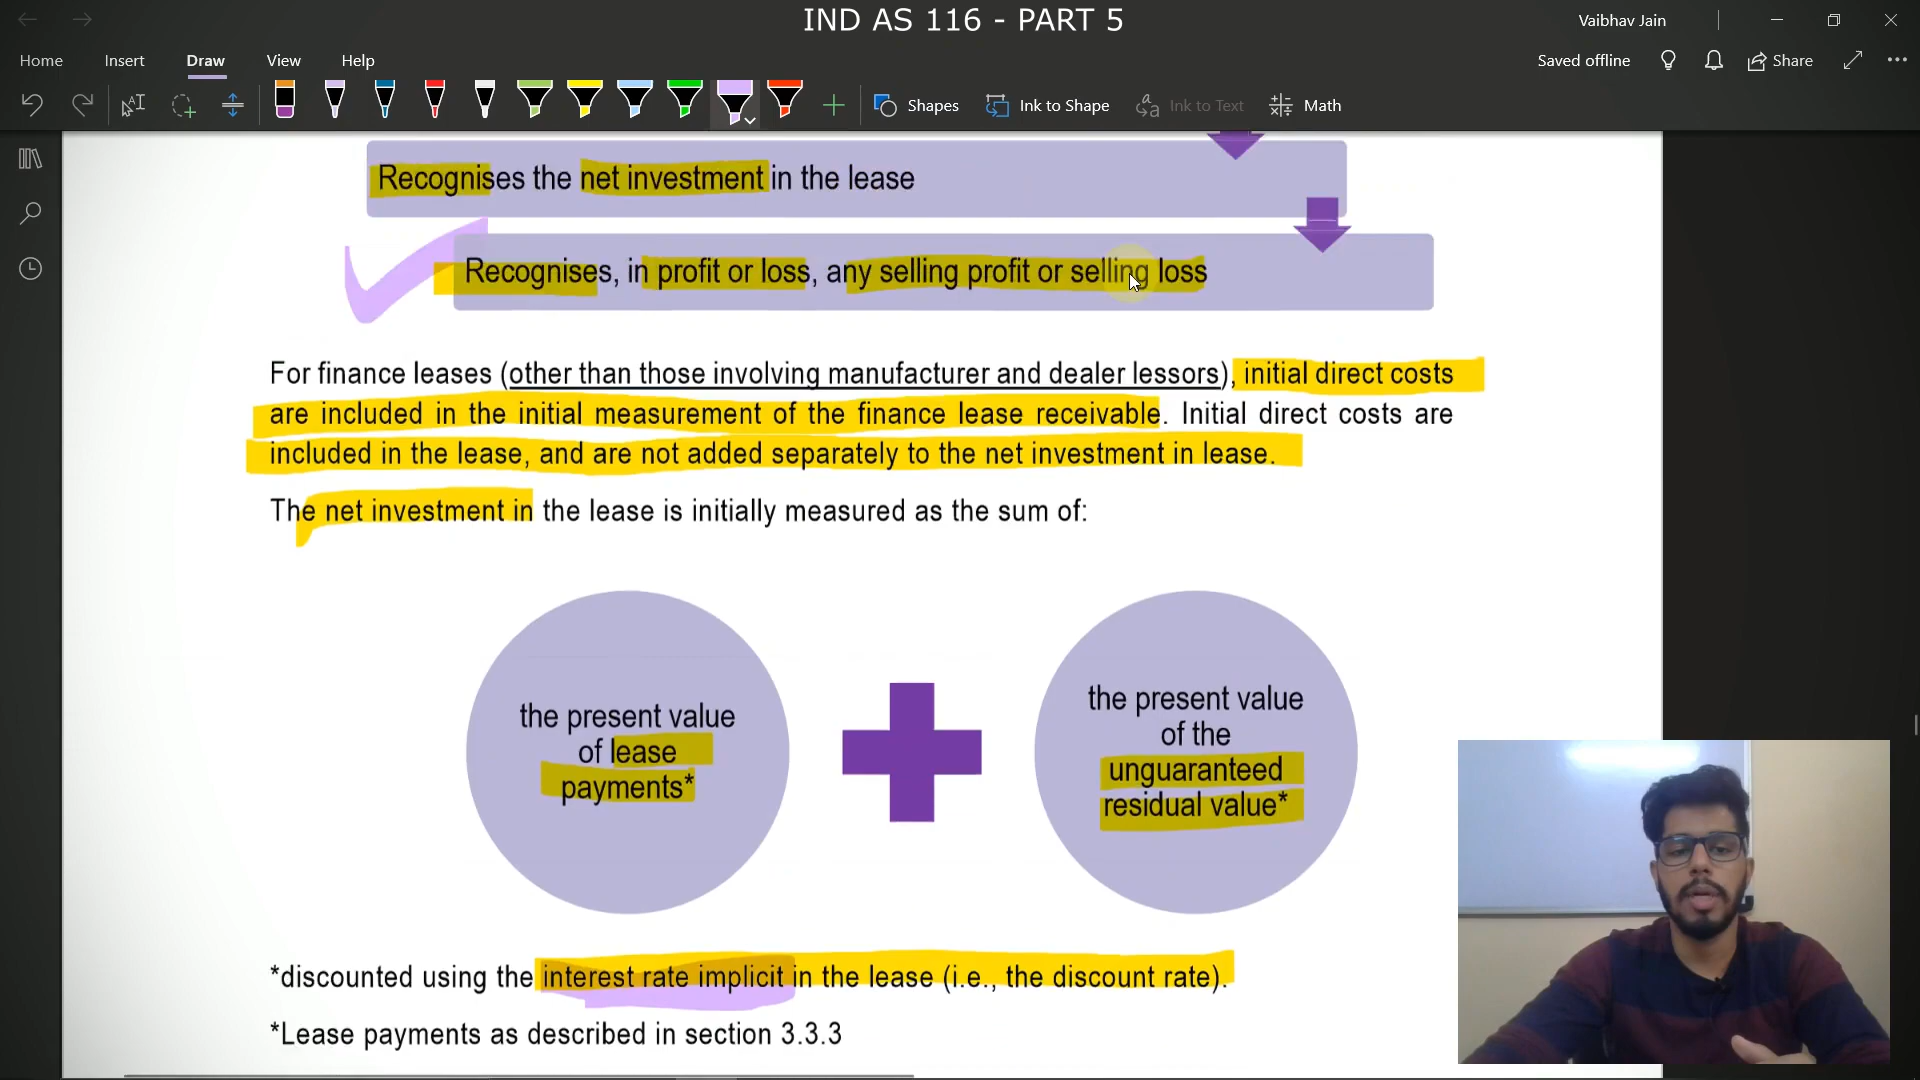 IND AS 116 - PART 5
Vaibhav Jain
Home Insert Draw View Help
Saved offline Share
Shapes Ink to Shape Ink to Text Math
Recognises the net investment in the lease
Recognises, in profit or loss, any selling profit or selling loss
For finance leases (other than those involving manufacturer and dealer lessors), initial direct costs
are included in the initial measurement of the finance lease receivable. Initial direct costs are
included in the lease, and are not added separately to the net investment in lease.
The net investment in the lease is initially measured as the sum of:
the present value
of lease
payments*
the present value
of the
unguaranteed
residual value*
*discounted using the interest rate implicit in the lease (i.e., the discount rate).
*Lease payments as described in section 3.3.3